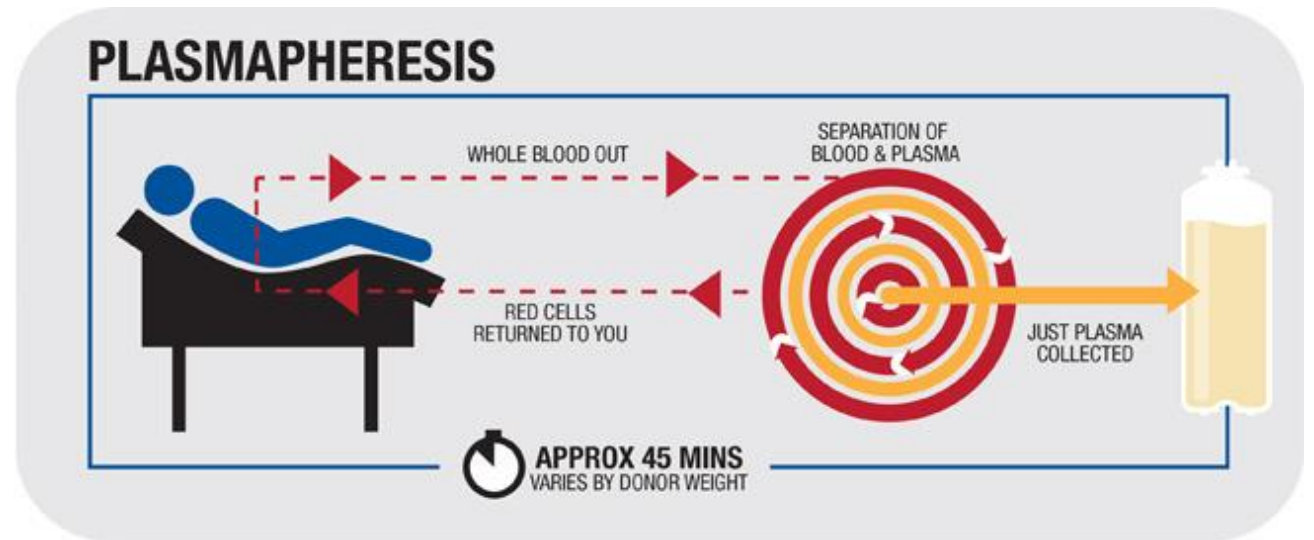 PLASMAPHERESIS
WHOLE BLOOD OUT
SEPARATION OF
BLOOD & PLASMA
RED CELLS
RETURNED TO YOU
JUST PLASMA
COLLECTED
APPROX 45 MINS
VARIES BY DONOR WEIGHT